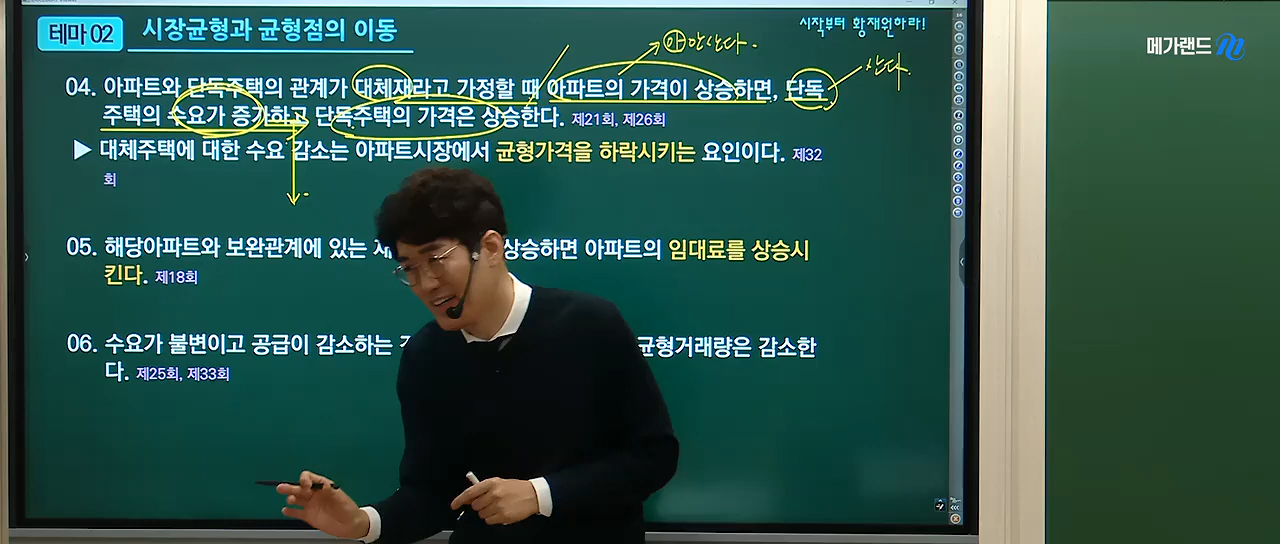 테마 02 시장균형과 균형점의 이동
시작부터 황재원하라!
메가랜드
안산다.
산다.
04. 아파트와 단독주택의 관계가 대체재라고 가정할 때 아파트의 가격이 상승하면, 단독
주택의 수요가 증가하고 단독주택의 가격은 상승한다. 제21회, 제26회
▶ 대체주택에 대한 수요 감소는 아파트시장에서 균형가격을 하락시키는 요인이다. 제32
회
05. 해당아파트와 보완관계에 있는 상승하면 아파트의 임대료를 상승시
킨다. 제18회
06. 수요가 불변이고 공급이 감소하는 균형거래량은 감소한
다. 제25회, 제33회